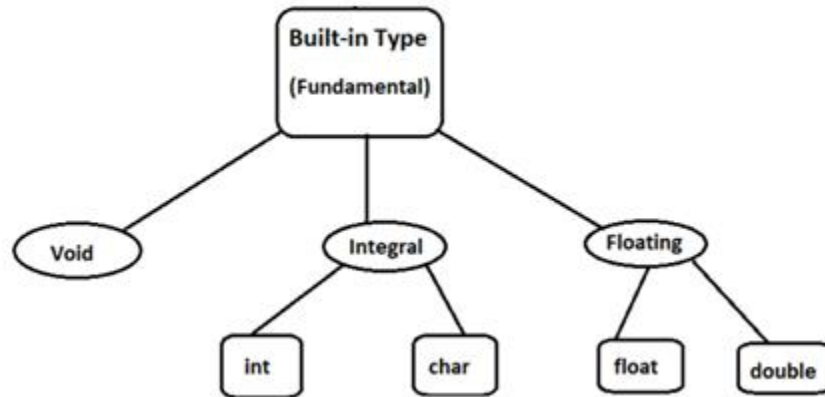 Built-in Type
(Fundamental)
Void
Integral
Floating
int
char
float
double